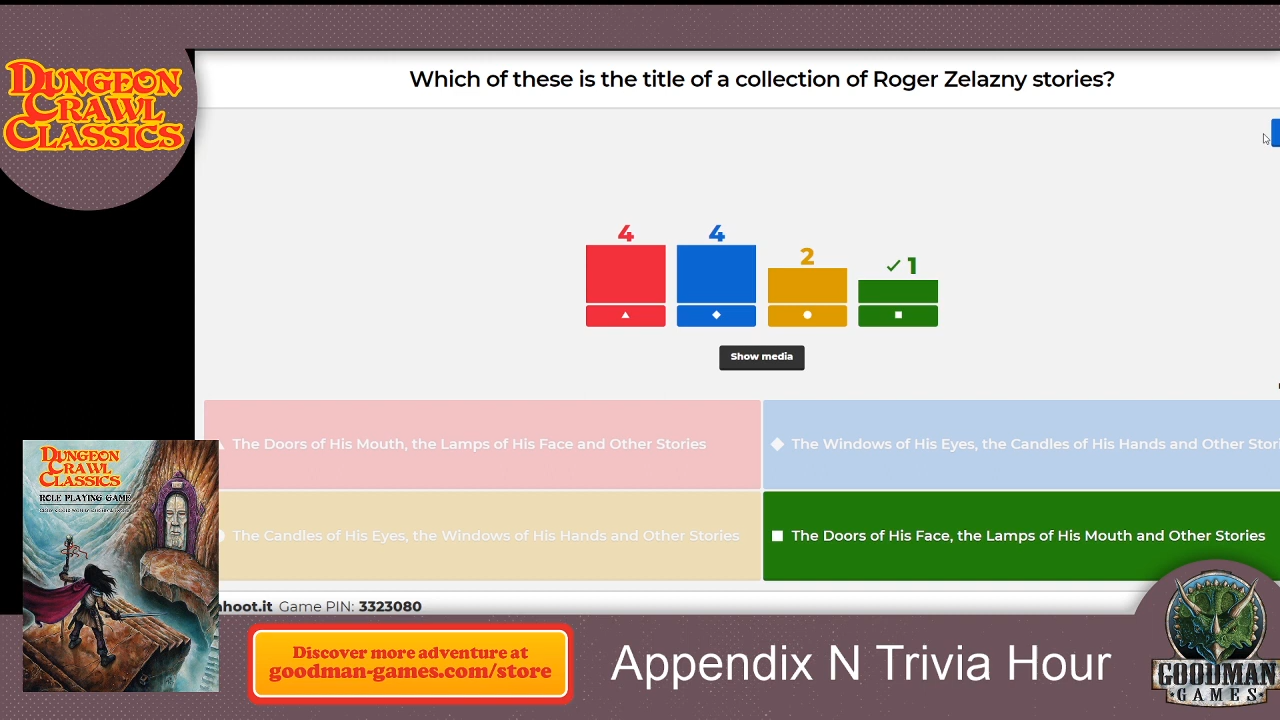 Which of these is the title of a collection of Roger Zelazny stories?
DUNGEON
CRAWL
CLASSICS
4
4
2
1
Show media
The Doors of His Mouth, the Lamps of His Face and Other Stories
The Windows of His Eyes, the Candles of His Hands and Other Stor
The Candles of His Eyes, the Windows of His Hands and Other Stories
The Doors of His Face, the Lamps of His Mouth and Other Stories
DUNGEON
CRAWL
CLASSICS
ROLE PLAYING GAME
ahoot.it Game PIN: 3323080
Discover more adventure at
goodman-games.com/store
Appendix N Trivia Hour
GOODMAN
GAMES